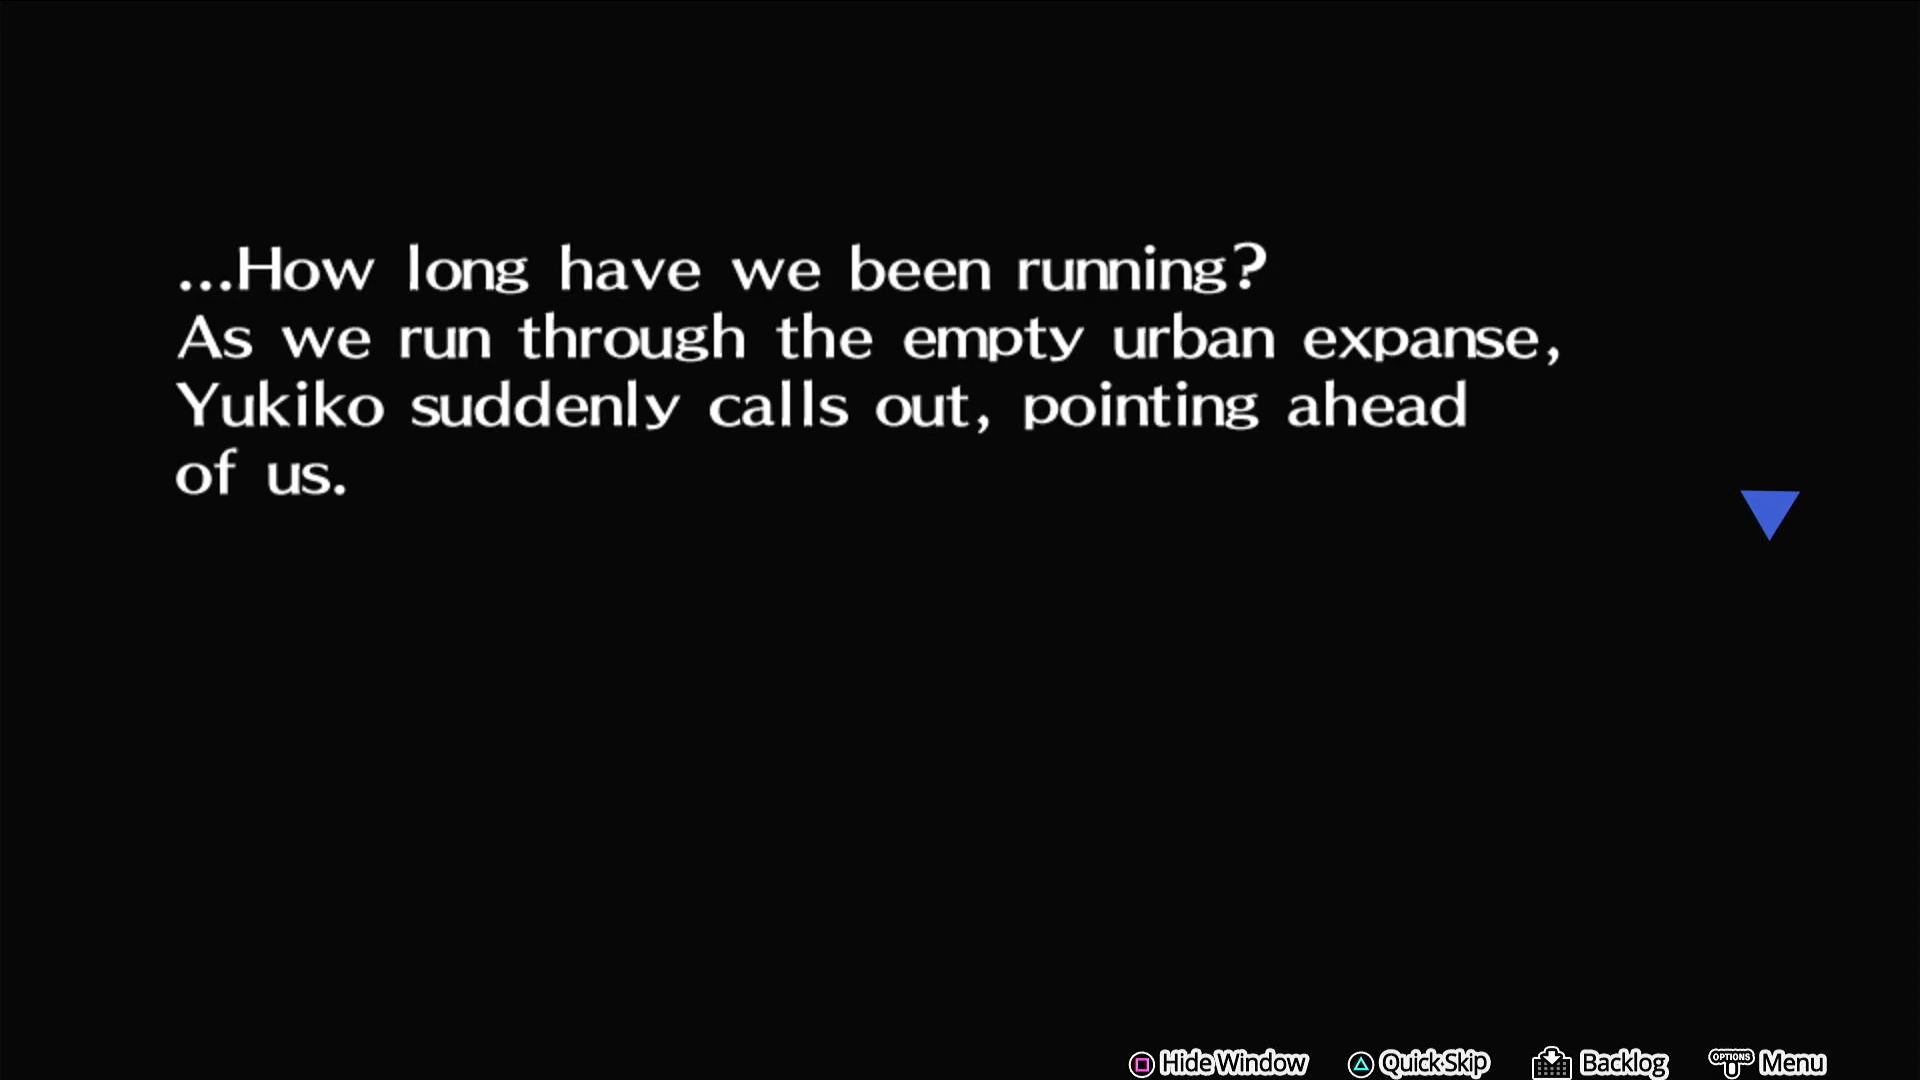 ...How long have we been running?
As we run through the empty urban expanse,
Yukiko suddenly calls out, pointing ahead
of us.
Hide Window Quick Skip Backlog OPTIONS Menu